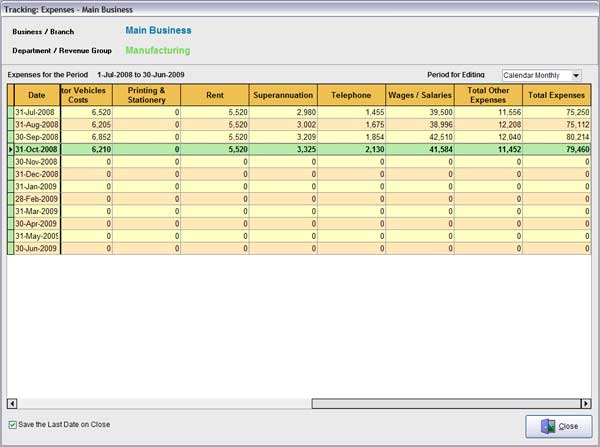 Tracking: Expenses - Main Business
Business / Branch Main Business
Department / Revenue Group Manufacturing
Expenses for the Period 1-Jul-2008 to 30-Jun-2009 Period for Editing Calendar Monthly
Date tor Vehicles Costs Printing & Stationery Rent Superannuation Telephone Wages / Salaries Total Other Expenses Total Expenses
31-Jul-2008 6,520 0 5,520 2,980 1,455 39,500 11,556 75,250
31-Aug-2008 6,205 0 5,520 3,002 1,675 38,996 12,208 75,112
30-Sep-2008 6,852 0 5,520 3,209 1,854 42,510 12,040 80,214
31-Oct-2008 6,210 0 5,520 3,325 2,130 41,584 11,452 79,460
30-Nov-2008 0 0 0 0 0 0 0 0
31-Dec-2008 0 0 0 0 0 0 0 0
31-Jan-2009 0 0 0 0 0 0 0 0
28-Feb-2009 0 0 0 0 0 0 0 0
31-Mar-2009 0 0 0 0 0 0 0 0
30-Apr-2009 0 0 0 0 0 0 0 0
31-May-2009 0 0 0 0 0 0 0 0
30-Jun-2009 0 0 0 0 0 0 0 0
Save the Last Date on Close Close